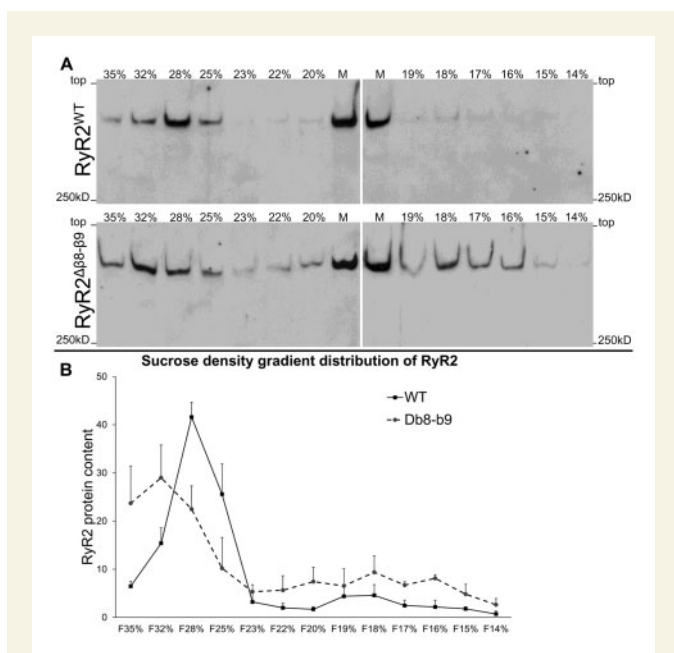 A
35% 32% 28% 25% 23% 22% 20% M M 19% 18% 17% 16% 15% 14%
top
top
RyR2WT
250kD
250kD
35% 32% 28% 25% 23% 22% 20% M M 19% 18% 17% 16% 15% 14%
top
top
RyR2Δβ8-β9
250kD
250kD
Sucrose density gradient distribution of RyR2
B
50
40
30
20
10
0
RyR2 protein content
WT
Db8-b9
F35% F32% F28% F25% F23% F22% F20% F19% F18% F17% F16% F15% F14%